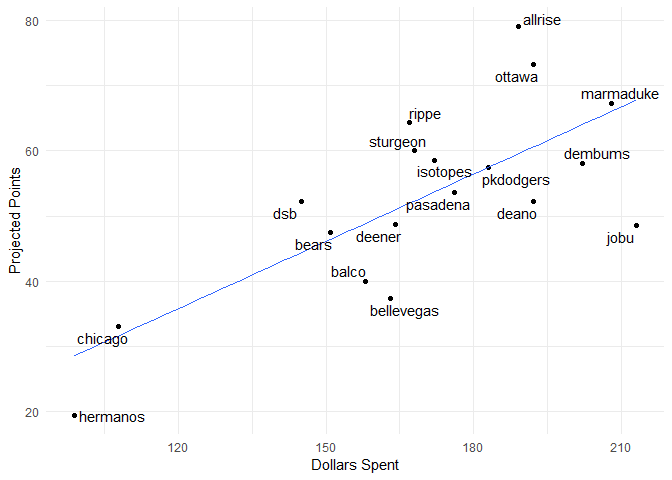 80
allrise
ottawa
marmaduke
rippe
sturgeon
60
dembums
isotopes
pkdodgers
pasadena
dsb
deano
deener
jobu
bears
Projected Points
40
balco
bellevegas
chicago
20
hermanos
120
150
180
210
Dollars Spent